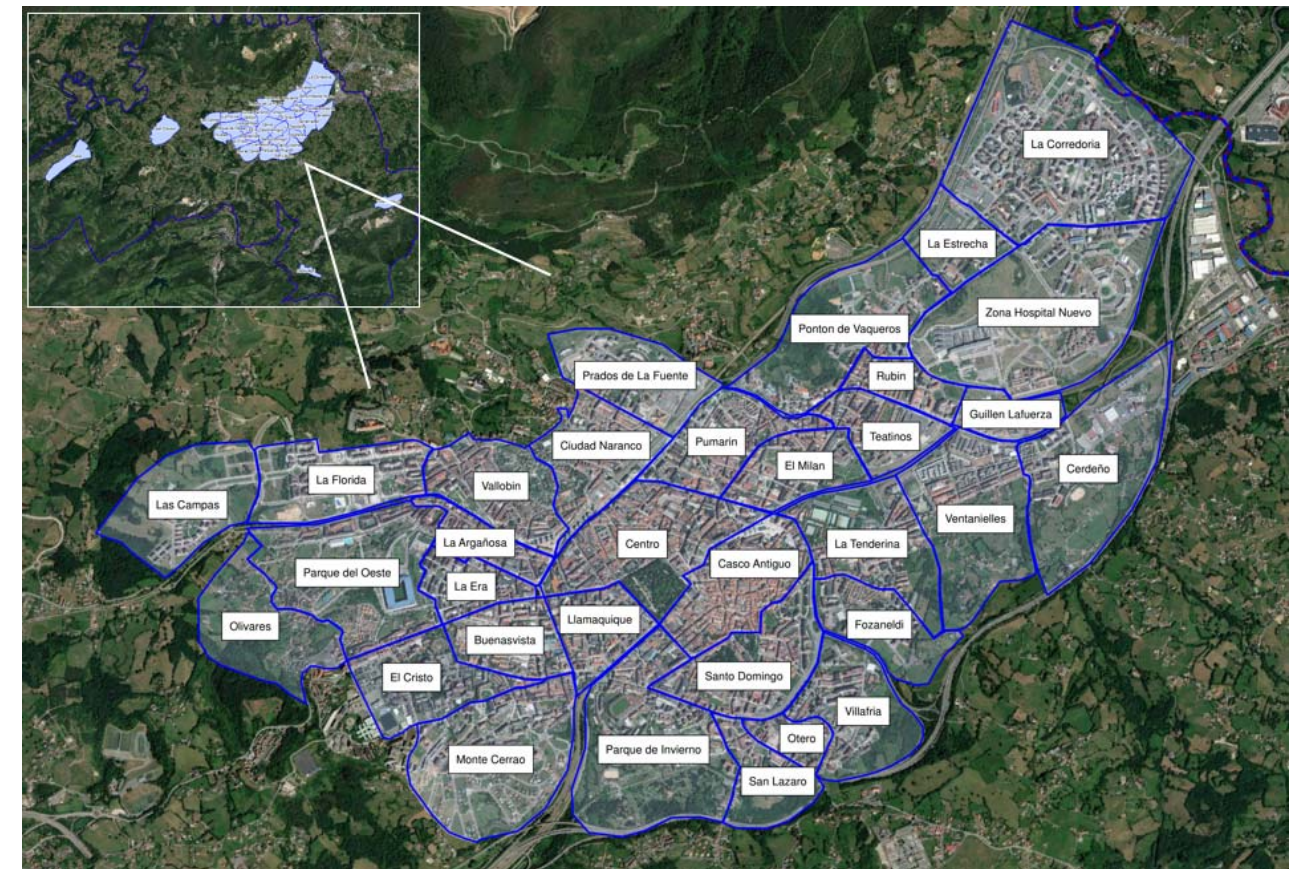 La Corredoria
La Estrecha
Zona Hospital Nuevo
Ponton de Vaqueros
Prados de La Fuente
Rubin
Guillen Lafuerza
Teatinos
Ciudad Naranco
Pumarin
El Milan
Cerdeño
La Florida
Vallobin
Las Campas
Ventanielles
La Argañosa
Centro
La Tenderina
Casco Antiguo
Parque del Oeste
La Era
Llamaquique
Olivares
Fozaneldi
Buenasvista
El Cristo
Santo Domingo
Villafria
Otero
Parque de Invierno
Monte Cerrao
San Lazaro